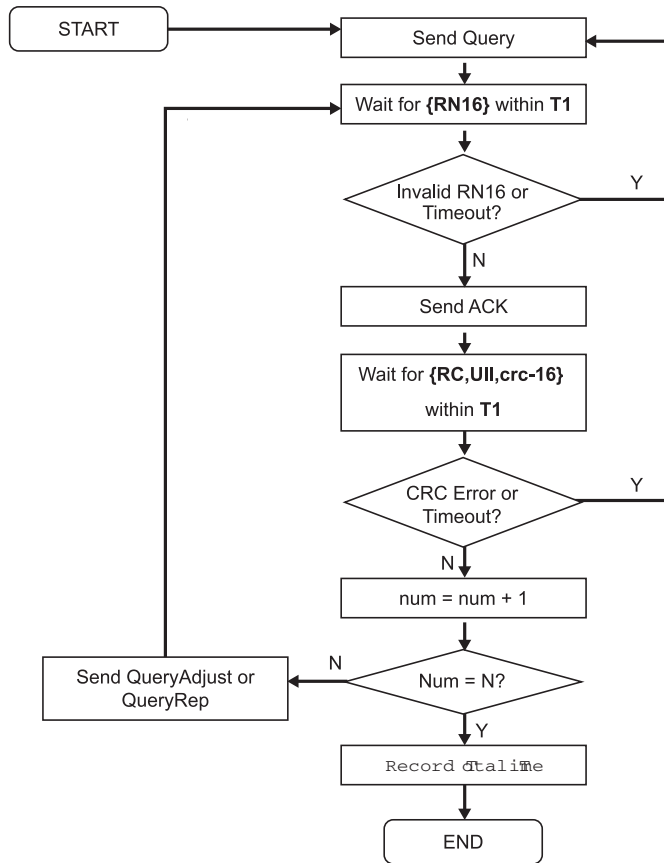 START
Send Query
Wait for {RN16} within T1
Invalid RN16 or
Timeout?
Y
N
Send ACK
Wait for {RC,UII,crc-16}
within T1
CRC Error or
Timeout?
Y
N
num = num + 1
Num = N?
N
Send QueryAdjust or
QueryRep
Y
Record
END